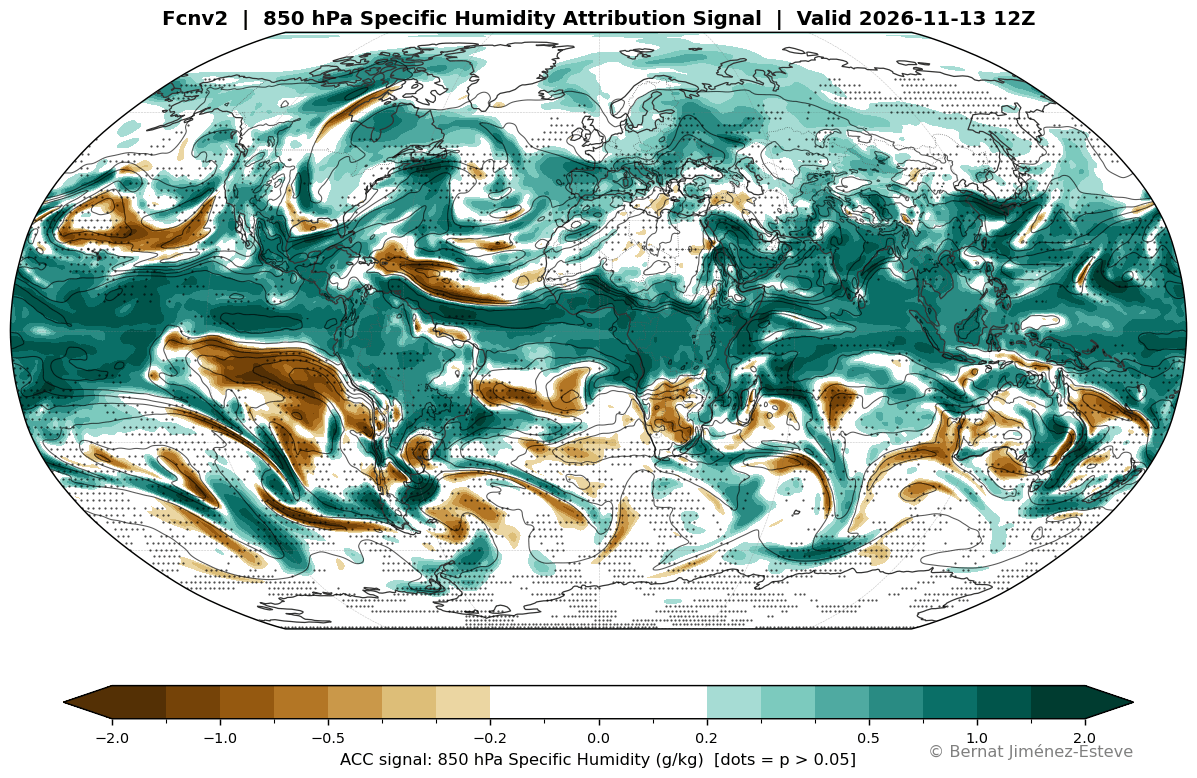 Fcnv2  |  850 hPa Specific Humidity Attribution Signal  |  Valid 2026-11-13 12Z
−2.0 −1.0 −0.5 −0.2 0.0 0.2 0.5 1.0 2.0
ACC signal: 850 hPa Specific Humidity (g/kg)  [dots = p > 0.05]
© Bernat Jiménez-Esteve